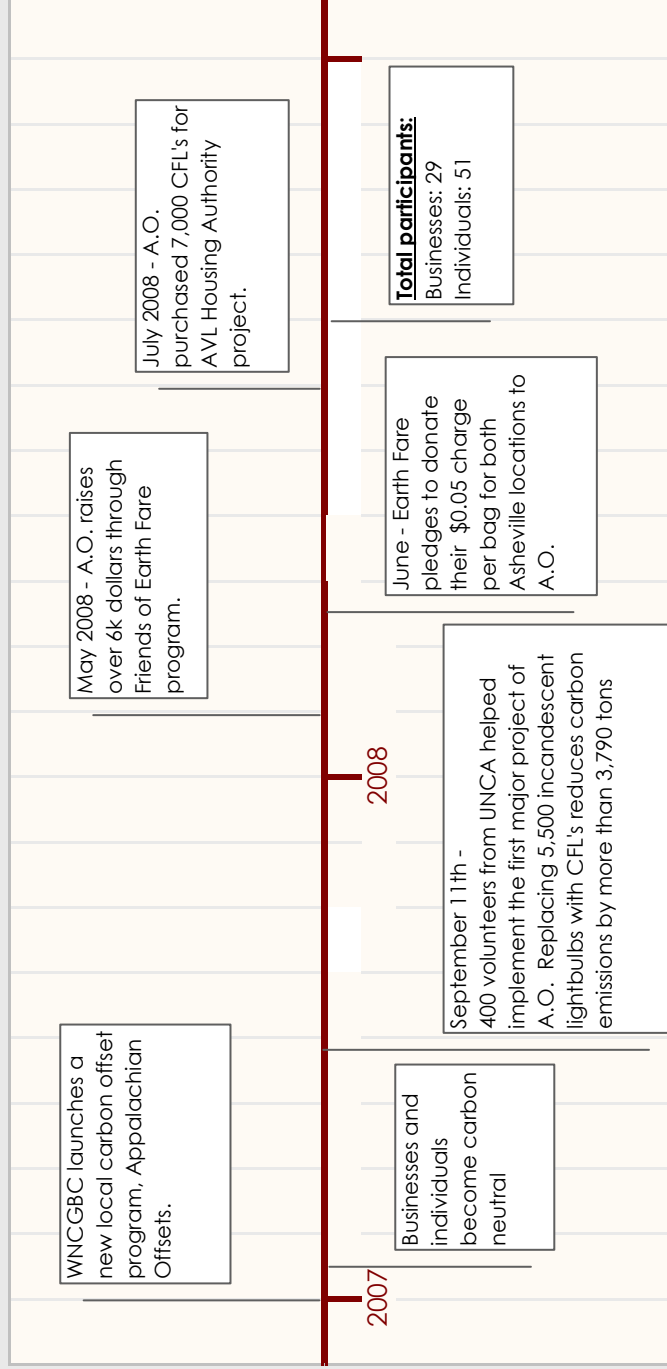 WNCGBC launches a
new local carbon offset
program, Appalachian
Offsets.
2007
Businesses and
individuals
become carbon
neutral
September 11th -
400 volunteers from UNCA helped
implement the first major project of
A.O.  Replacing 5,500 incandescent
lightbulbs with CFL's reduces carbon
emissions by more than 3,790 tons
2008
May 2008 - A.O. raises
over 6k dollars through
Friends of Earth Fare
program.
June - Earth Fare
pledges to donate
their  $0.05 charge
per bag for both
Asheville locations to
A.O.
July 2008 - A.O.
purchased 7,000 CFL's for
AVL Housing Authority
project.
Total participants:
Businesses: 29
Individuals: 51